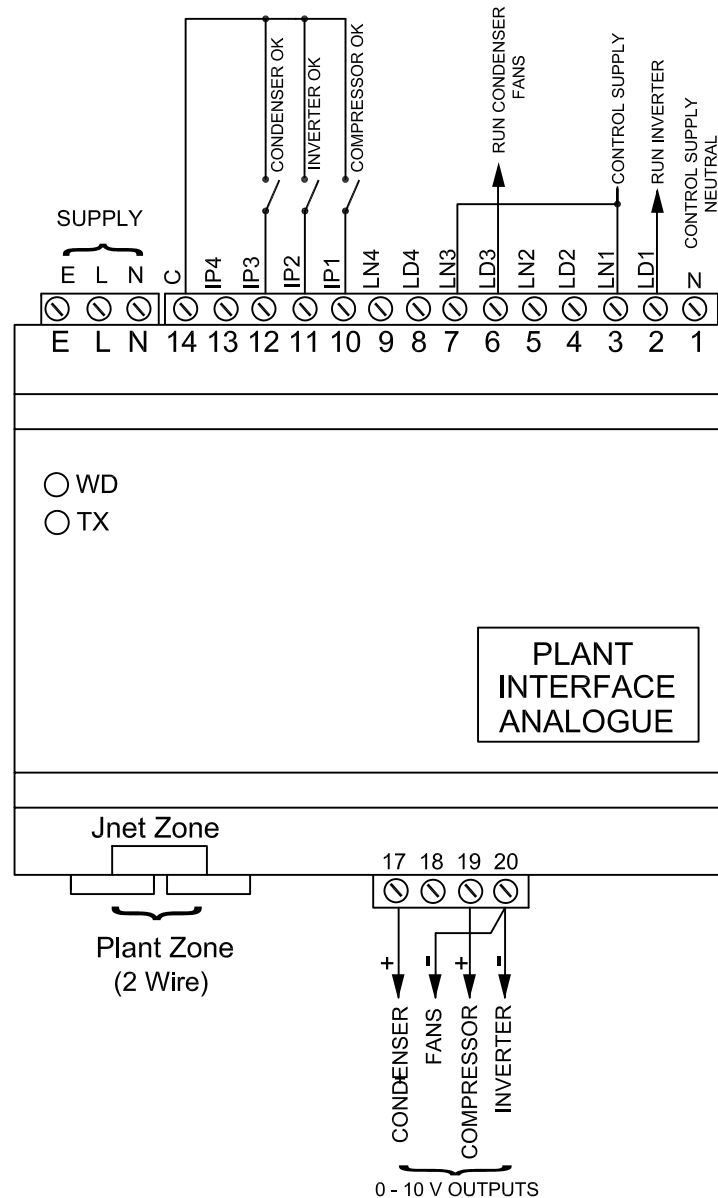 CONDENSER OK
INVERTER OK
COMPRESSOR OK
RUN CONDENSER
FANS
CONTROL SUPPLY
RUN INVERTER
CONTROL SUPPLY
NEUTRAL
SUPPLY
E L N C IP4 IP3 IP2 IP1 LN4 LD4 LN3 LD3 LN2 LD2 LN1 LD1 N
E L N 14 13 12 11 10 9 8 7 6 5 4 3 2 1
WD
TX
PLANT
INTERFACE
ANALOGUE
Jnet Zone
Plant Zone
(2 Wire)
17 18 19 20
+ - + -
CONDENSER +
FANS
COMPRESSOR
INVERTER
0 - 10 V OUTPUTS